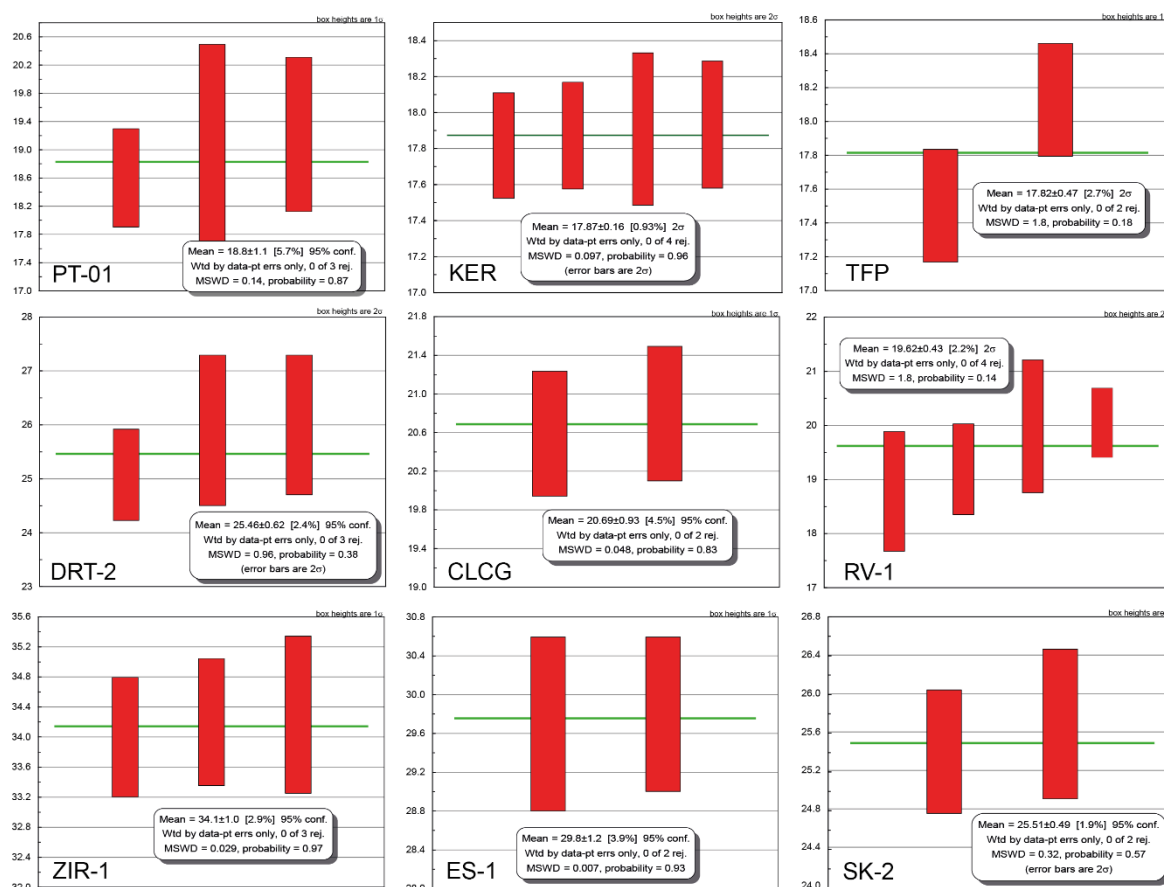 box heights are 1σ
20.6
20.2
19.8
19.4
19.0
18.6
18.2
17.8
17.4
17.0
Mean = 18.8±1.1 [5.7%] 95% conf.
Wtd by data-pt errs only, 0 of 3 rej.
MSWD = 0.14, probability = 0.87
PT-01
box heights are 2σ
18.4
18.2
18.0
17.8
17.6
17.4
17.2
17.0
Mean = 17.87±0.16 [0.93%] 2σ
Wtd by data-pt errs only, 0 of 4 rej.
MSWD = 0.097, probability = 0.96
(error bars are 2σ)
KER
box heights are 1
18.6
18.4
18.2
18.0
17.8
17.6
17.4
17.2
17.0
Mean = 17.82±0.47 [2.7%] 2σ
Wtd by data-pt errs only, 0 of 2 rej.
MSWD = 1.8, probability = 0.18
TFP
box heights are 2σ
28
27
26
25
24
23
Mean = 25.46±0.62 [2.4%] 95% conf.
Wtd by data-pt errs only, 0 of 3 rej.
MSWD = 0.96, probability = 0.38
(error bars are 2σ)
DRT-2
box heights are 1σ
21.8
21.4
21.0
20.6
20.2
19.8
19.4
19.0
Mean = 20.69±0.93 [4.5%] 95% conf.
Wtd by data-pt errs only, 0 of 2 rej.
MSWD = 0.048, probability = 0.83
CLCG
box heights are 2
22
21
20
19
18
17
Mean = 19.62±0.43 [2.2%] 2σ
Wtd by data-pt errs only, 0 of 4 rej.
MSWD = 1.8, probability = 0.14
RV-1
box heights are 1σ
35.6
35.2
34.8
34.4
34.0
33.6
33.2
32.8
32.4
32.0
Mean = 34.1±1.0 [2.9%] 95% conf.
Wtd by data-pt errs only, 0 of 3 rej.
MSWD = 0.029, probability = 0.97
ZIR-1
box heights are 1σ
30.8
30.4
30.0
29.6
29.2
28.8
28.4
28.0
Mean = 29.8±1.2 [3.9%] 95% conf.
Wtd by data-pt errs only, 0 of 2 rej.
MSWD = 0.007, probability = 0.93
ES-1
box heights are
26.8
26.4
26.0
25.6
25.2
24.8
24.4
24.0
Mean = 25.51±0.49 [1.9%] 95% conf.
Wtd by data-pt errs only, 0 of 2 rej.
MSWD = 0.32, probability = 0.57
(error bars are 2σ)
SK-2